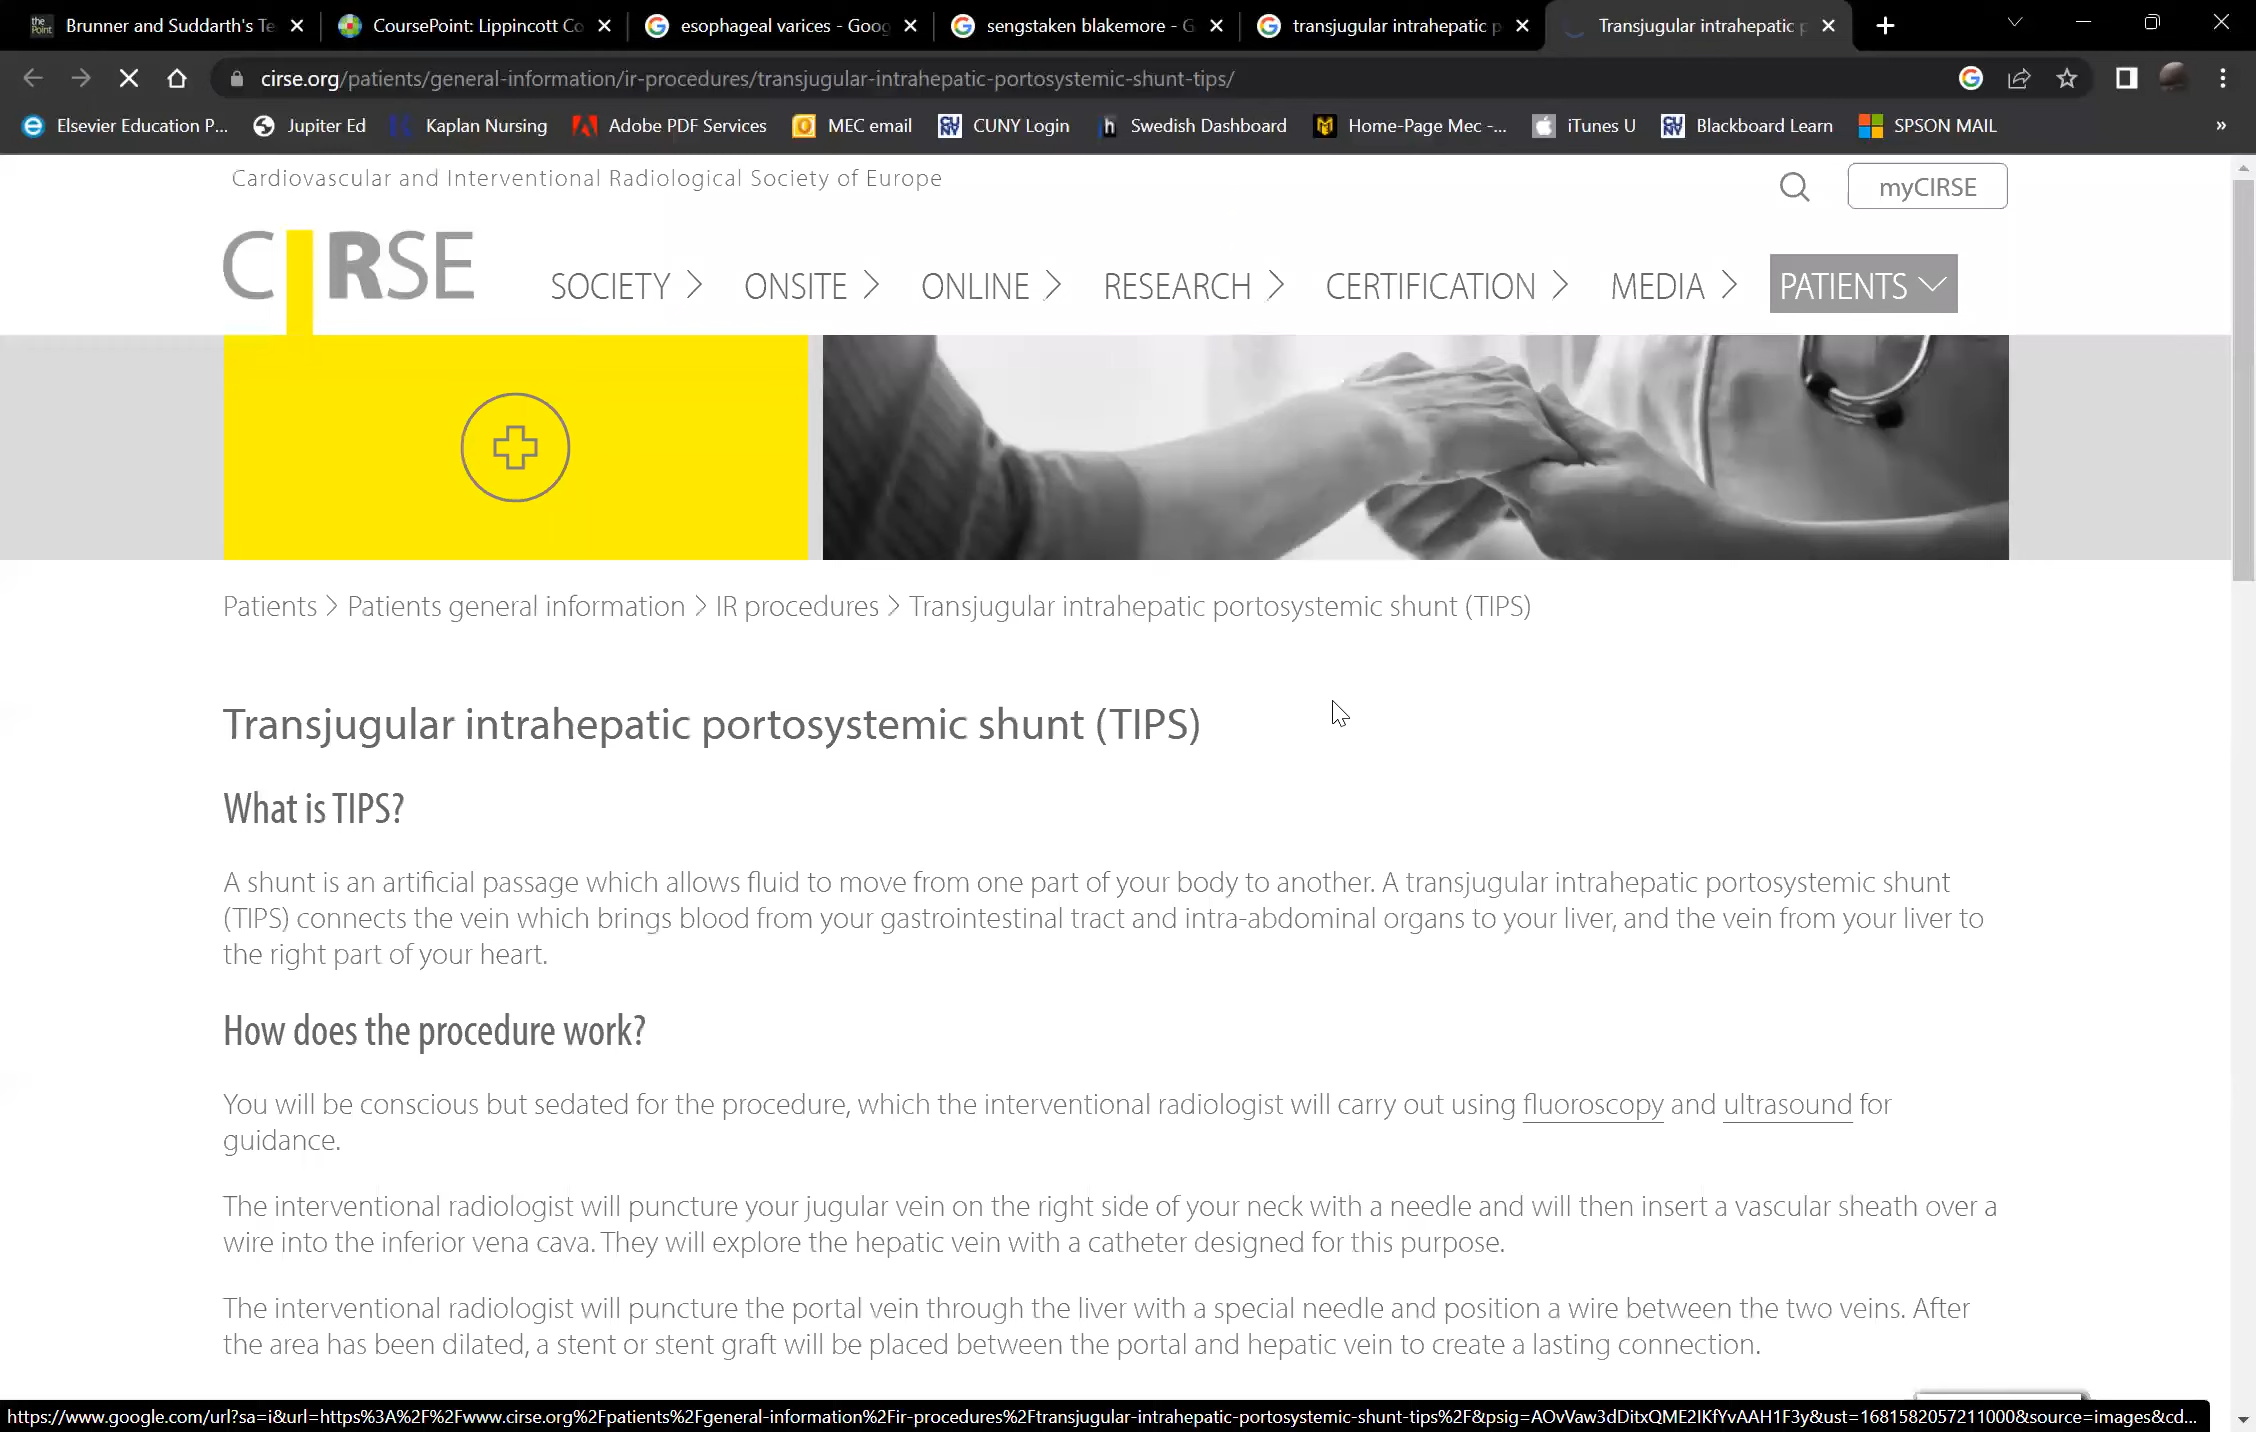 the Point
Brunner and Suddarth's Te
CoursePoint: Lippincott Co
esophageal varices - Goog
sengstaken blakemore - G
transjugular intrahepatic p
Transjugular intrahepatic p
cirse.org/patients/general-information/ir-procedures/transjugular-intrahepatic-portosystemic-shunt-tips/
Elsevier Education P...
Jupiter Ed
Kaplan Nursing
Adobe PDF Services
MEC email
CUNY Login
Swedish Dashboard
Home-Page Mec -...
iTunes U
Blackboard Learn
SPSON MAIL
»
Cardiovascular and Interventional Radiological Society of Europe
myCIRSE
CIRSE
SOCIETY
ONSITE
ONLINE
RESEARCH
CERTIFICATION
MEDIA
PATIENTS
Patients > Patients general information > IR procedures > Transjugular intrahepatic portosystemic shunt (TIPS)
Transjugular intrahepatic portosystemic shunt (TIPS)
What is TIPS?
A shunt is an artificial passage which allows fluid to move from one part of your body to another. A transjugular intrahepatic portosystemic shunt
(TIPS) connects the vein which brings blood from your gastrointestinal tract and intra-abdominal organs to your liver, and the vein from your liver to
the right part of your heart.
How does the procedure work?
You will be conscious but sedated for the procedure, which the interventional radiologist will carry out using fluoroscopy and ultrasound for
guidance.
The interventional radiologist will puncture your jugular vein on the right side of your neck with a needle and will then insert a vascular sheath over a
wire into the inferior vena cava. They will explore the hepatic vein with a catheter designed for this purpose.
The interventional radiologist will puncture the portal vein through the liver with a special needle and position a wire between the two veins. After
the area has been dilated, a stent or stent graft will be placed between the portal and hepatic vein to create a lasting connection.
https://www.google.com/url?sa=i&url=https%3A%2F%2Fwww.cirse.org%2Fpatients%2Fgeneral-information%2Fir-procedures%2Ftransjugular-intrahepatic-portosystemic-shunt-tips%2F&psig=AOvVaw3dDitxQME2IKfYvAAH1F3y&ust=1681582057211000&source=images&cd...